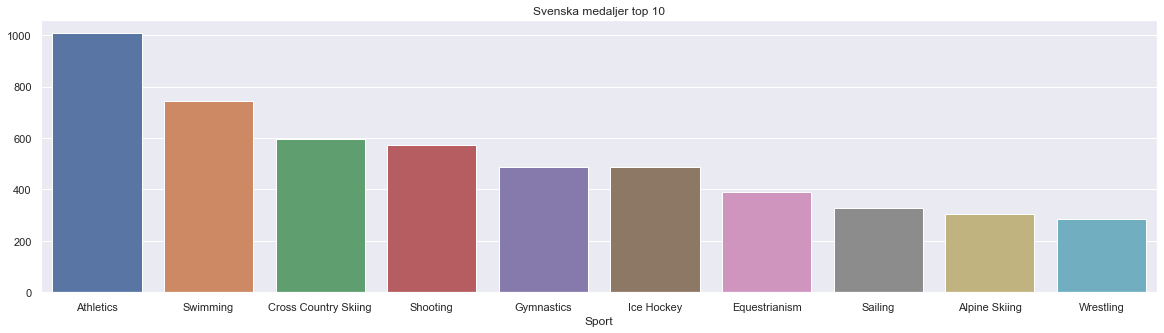 Svenska medaljer top 10
1000
800
600
400
200
0
Athletics Swimming Cross Country Skiing Shooting Gymnastics Ice Hockey Equestrianism Sailing Alpine Skiing Wrestling
Sport